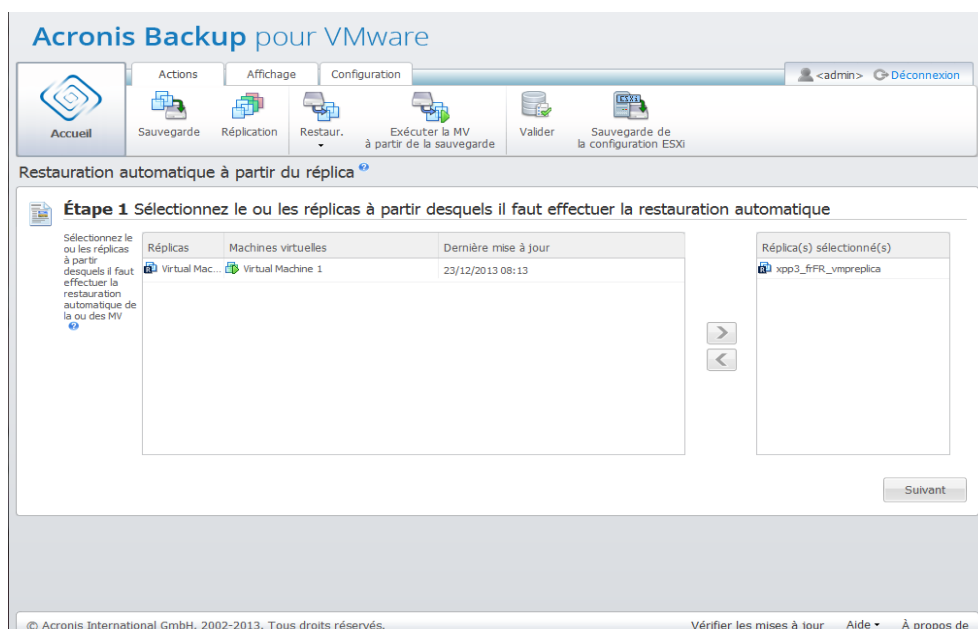 Acronis Backup pour VMware
Actions
Affichage
Configuration
<admin>
Déconnexion
Accueil
Sauvegarde
Réplication
Restaur.
Exécuter la MV
à partir de la sauvegarde
Valider
Sauvegarde de
la configuration ESXi
ESXi
Restauration automatique à partir du réplica
Étape 1 Sélectionnez le ou les réplicas à partir desquels il faut effectuer la restauration automatique
Sélectionnez le
ou les réplicas
à partir
desquels il faut
effectuer la
restauration
automatique de
la ou des MV
Réplicas
Machines virtuelles
Dernière mise à jour
Virtual Mac...
Virtual Machine 1
23/12/2013 08:13
Réplica(s) sélectionné(s)
xpp3_frFR_vmpreplica
Suivant
© Acronis International GmbH, 2002-2013. Tous droits réservés.
Vérifier les mises à jour
Aide
À propos de